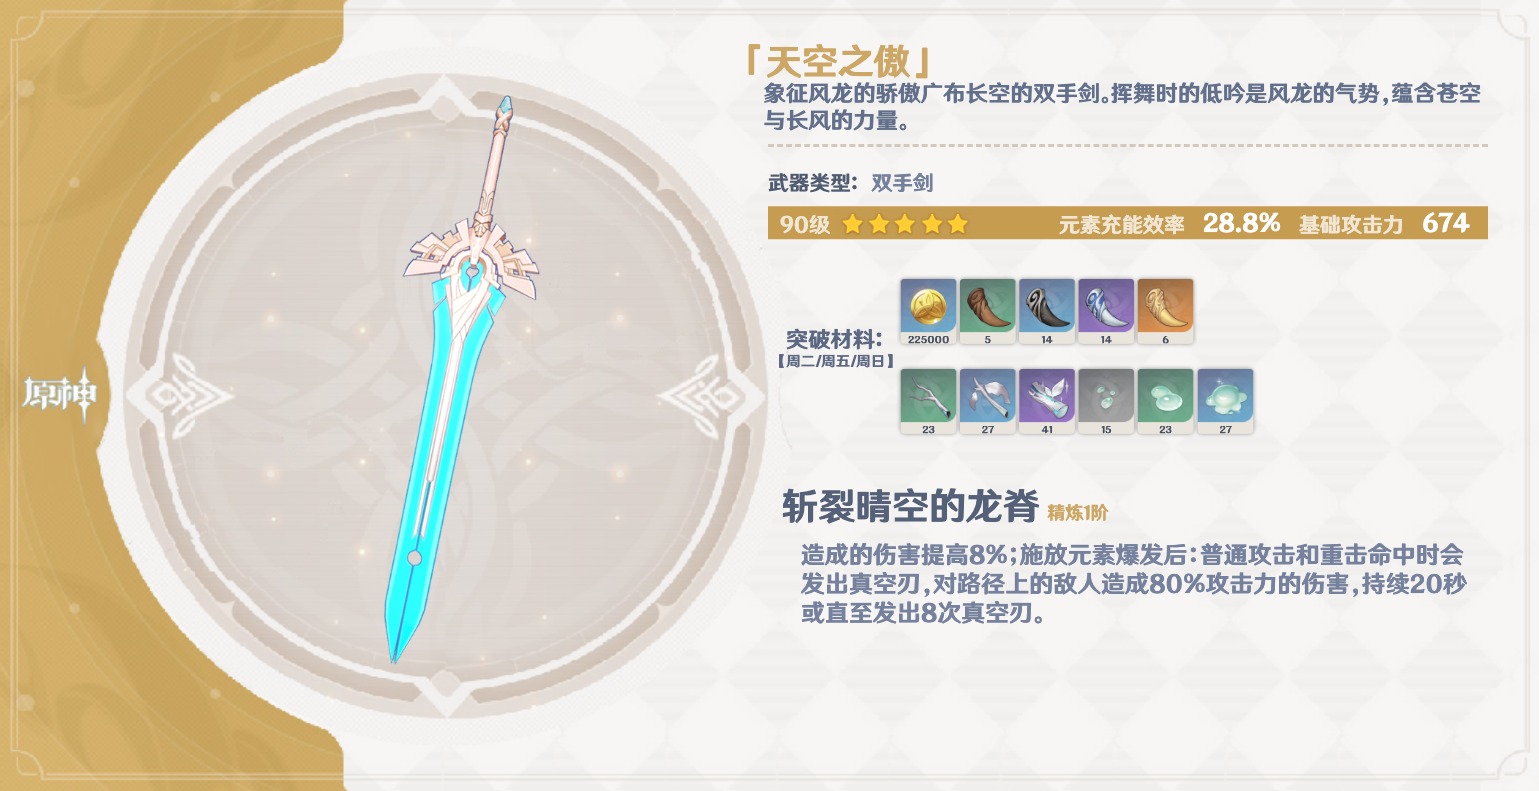 「天空之傲」
象征风龙的骄傲广布长空的双手剑。挥舞时的低吟是风龙的气势,蕴含苍空
与长风的力量。
武器类型: 双手剑
90级 元素充能效率 28.8% 基础攻击力 674
225000 5 14 14 6
突破材料:
【周二/周五/周日】
23 27 41 15 23 27
原神
斩裂晴空的龙脊 精炼1阶
造成的伤害提高8%;施放元素爆发后:普通攻击和重击命中时会
发出真空刃,对路径上的敌人造成80%攻击力的伤害,持续20秒
或直至发出8次真空刃。